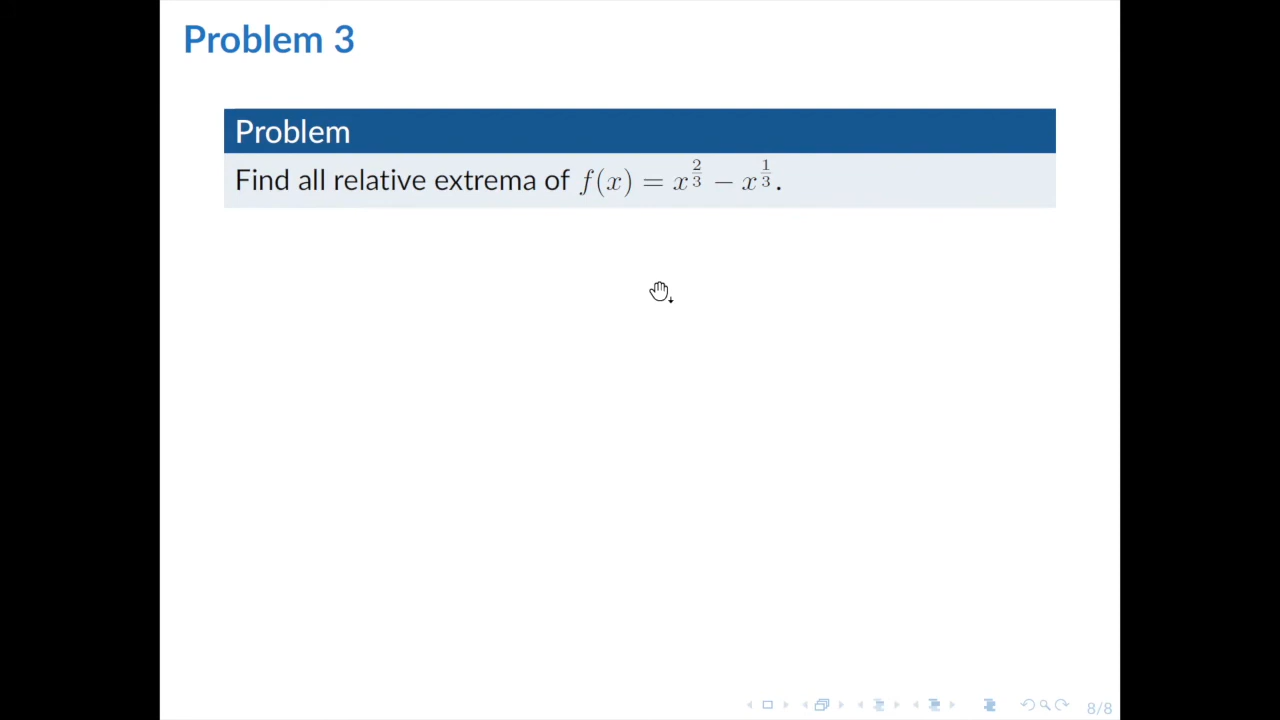 Problem 3
Problem
Find all relative extrema of f(x) = x^{2/3} − x^{1/3}.
8/8